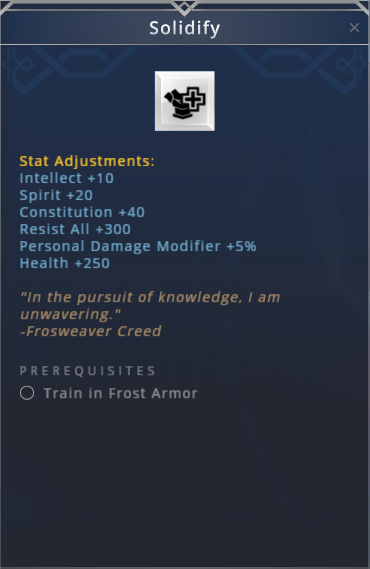 Solidify
Stat Adjustments:
Intellect +10
Spirit +20
Constitution +40
Resist All +300
Personal Damage Modifier +5%
Health +250
"In the pursuit of knowledge, I am
unwavering."
-Frosweaver Creed
PREREQUISITES
Train in Frost Armor